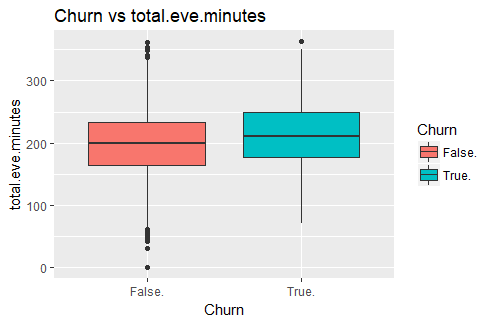 Churn vs total.eve.minutes
total.eve.minutes
300
200
100
0
False.
True.
Churn
Churn
False.
True.